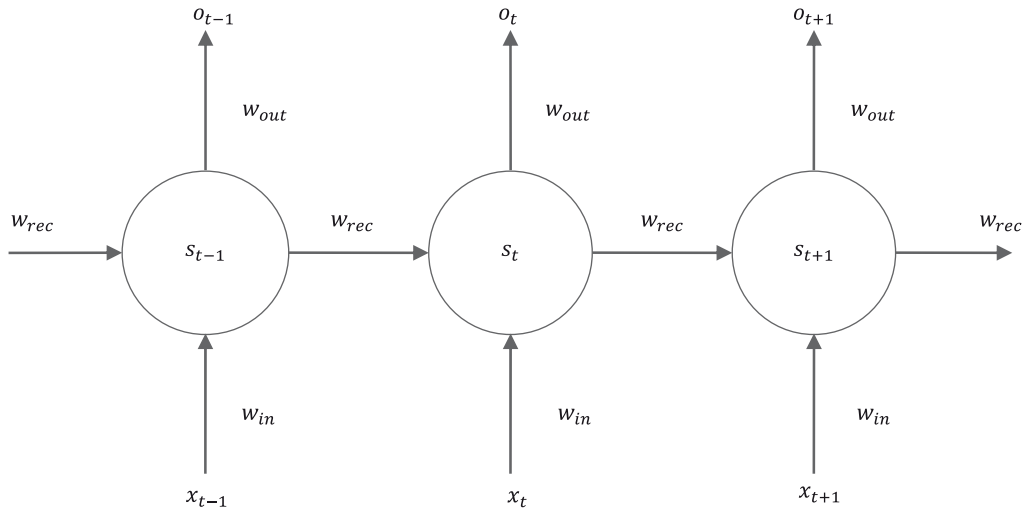 o_{t−1} o_t o_{t+1}
w_{out} w_{out} w_{out}
w_{rec} w_{rec} w_{rec} w_{rec}
s_{t−1} s_t s_{t+1}
w_{in} w_{in} w_{in}
x_{t−1} x_t x_{t+1}